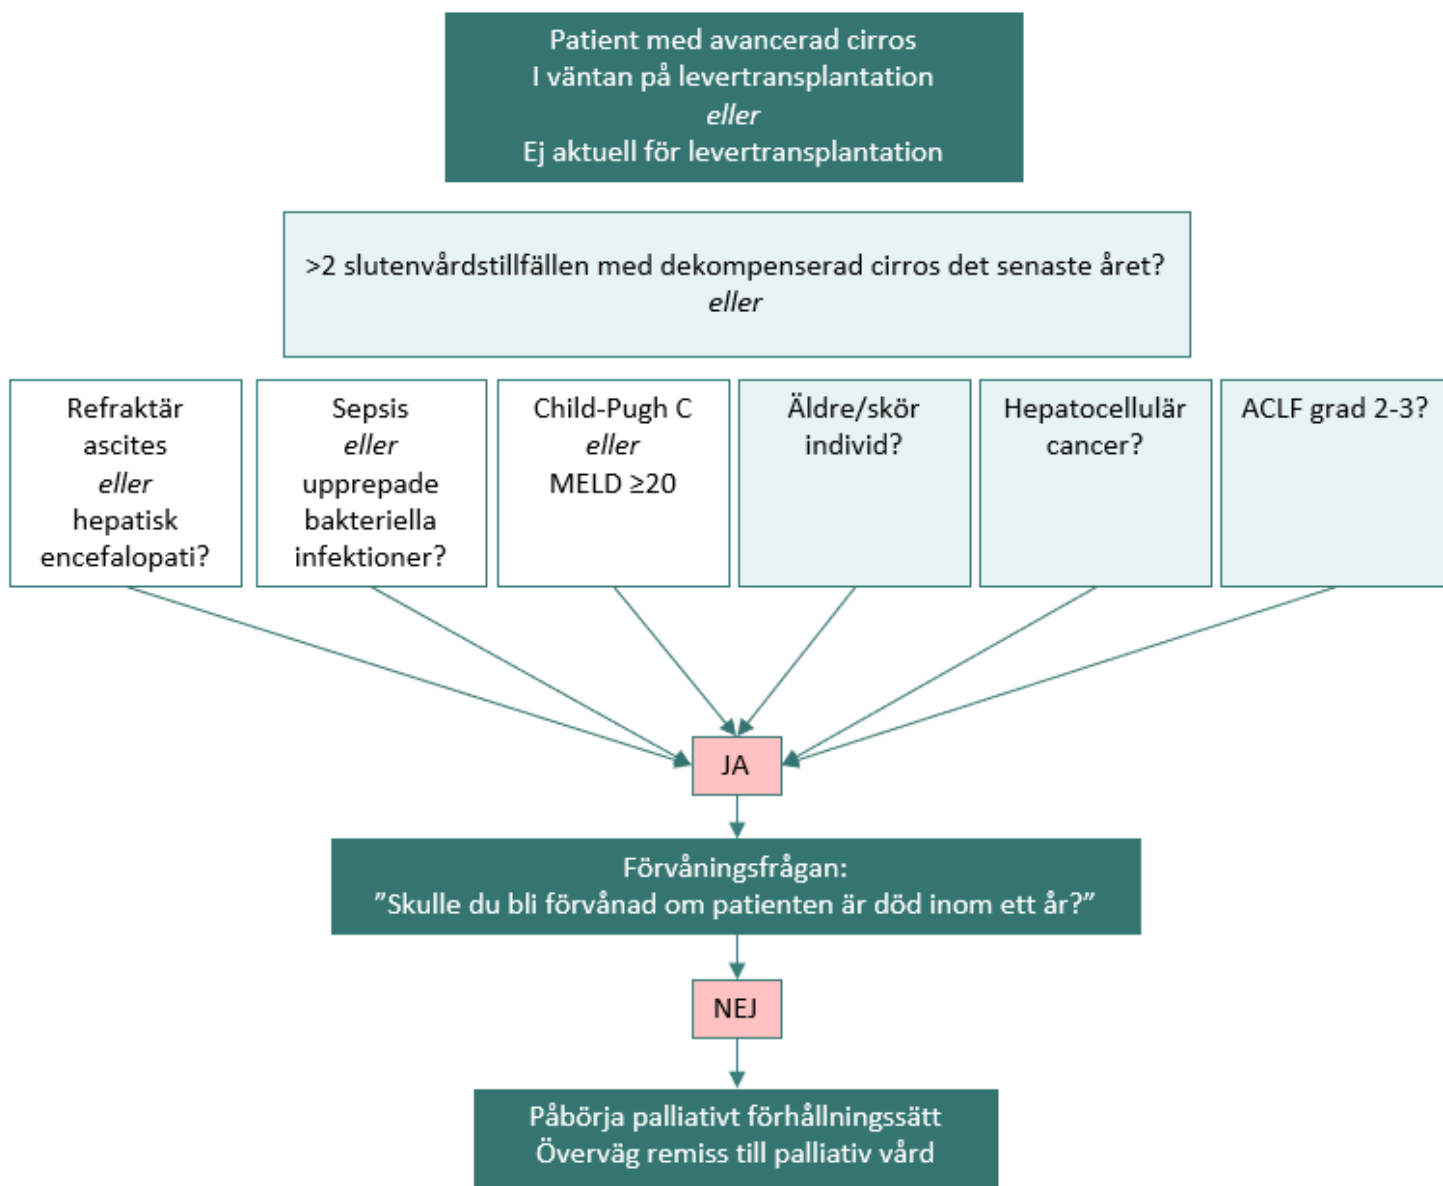 Patient med avancerad cirros
I väntan på levertransplantation
eller
Ej aktuell för levertransplantation
>2 slutenvårdstillfällen med dekompenserad cirros det senaste året?
eller
Refraktär
ascites
eller
hepatisk
encefalopati?
Sepsis
eller
upprepade
bakteriella
infektioner?
Child-Pugh C
eller
MELD ≥20
Äldre/skör
individ?
Hepatocellulär
cancer?
ACLF grad 2-3?
JA
Förvåningsfrågan:
”Skulle du bli förvånad om patienten är död inom ett år?”
NEJ
Påbörja palliativt förhållningssätt
Överväg remiss till palliativ vård